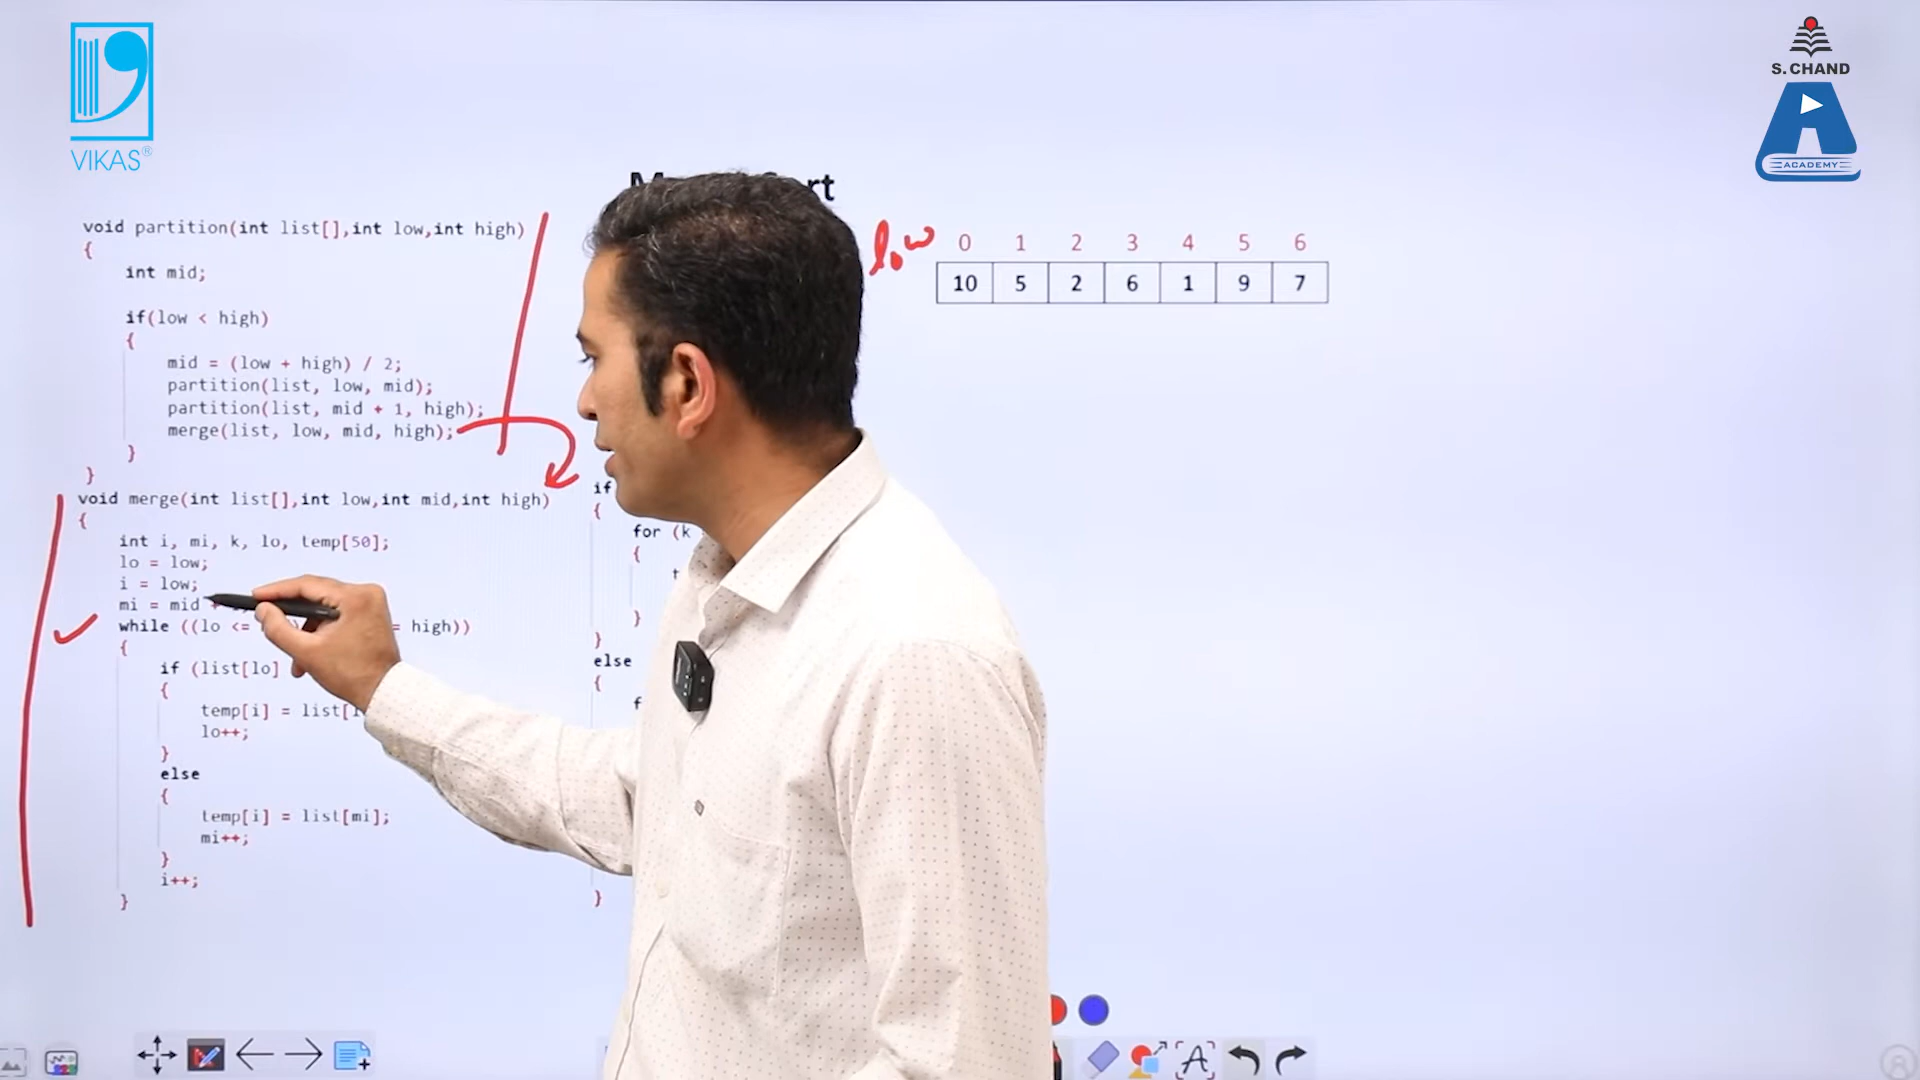 VIKAS®
S. CHAND
ACADEMY
void partition(int list[],int low,int high)
{
int mid;
if(low < high)
{
mid = (low + high) / 2;
partition(list, low, mid);
partition(list, mid + 1, high);
merge(list, low, mid, high);
}
}
void merge(int list[],int low,int mid,int high)
{
int i, mi, k, lo, temp[50];
lo = low;
i = low;
mi = mid +
while ((lo <= = high))
{
if (list[lo]
{
temp[i] = list[l
lo++;
}
else
{
temp[i] = list[mi];
mi++;
}
i++;
}
if
{
for (k
{
t
}
}
else
{
f
}
low 0 1 2 3 4 5 6
10 5 2 6 1 9 7